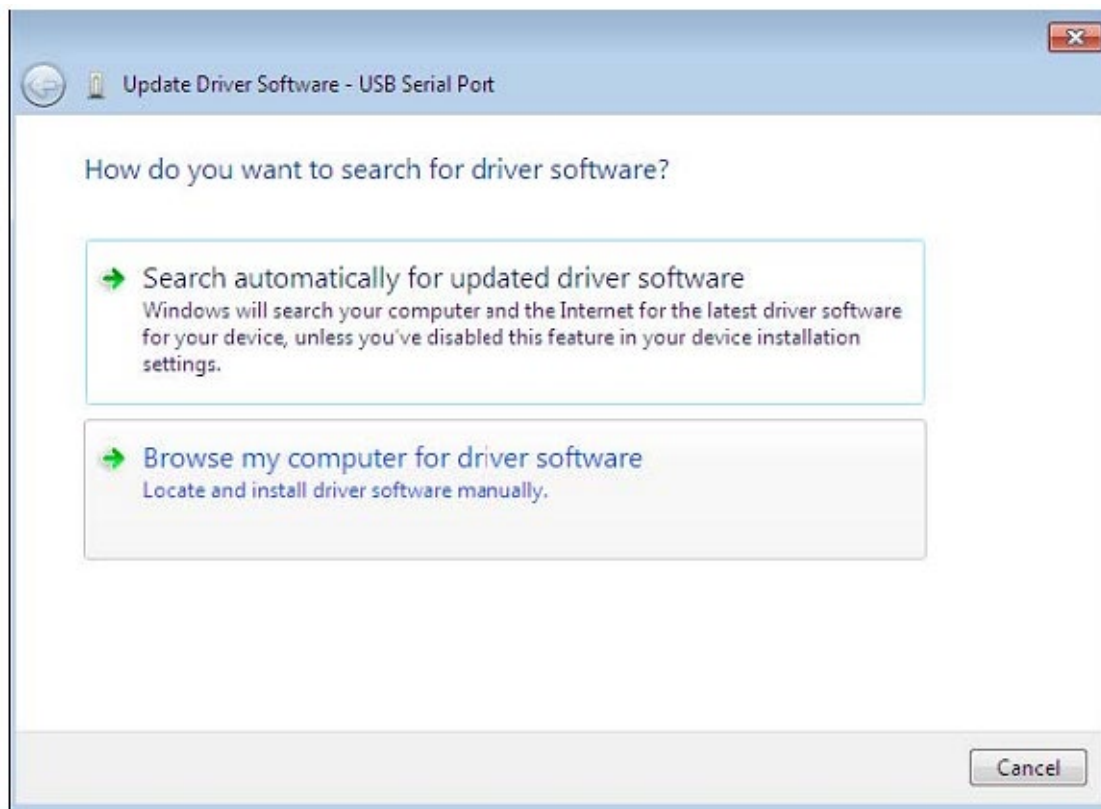 Update Driver Software - USB Serial Port
How do you want to search for driver software?
Search automatically for updated driver software
Windows will search your computer and the Internet for the latest driver software
for your device, unless you've disabled this feature in your device installation
settings.
Browse my computer for driver software
Locate and install driver software manually.
Cancel